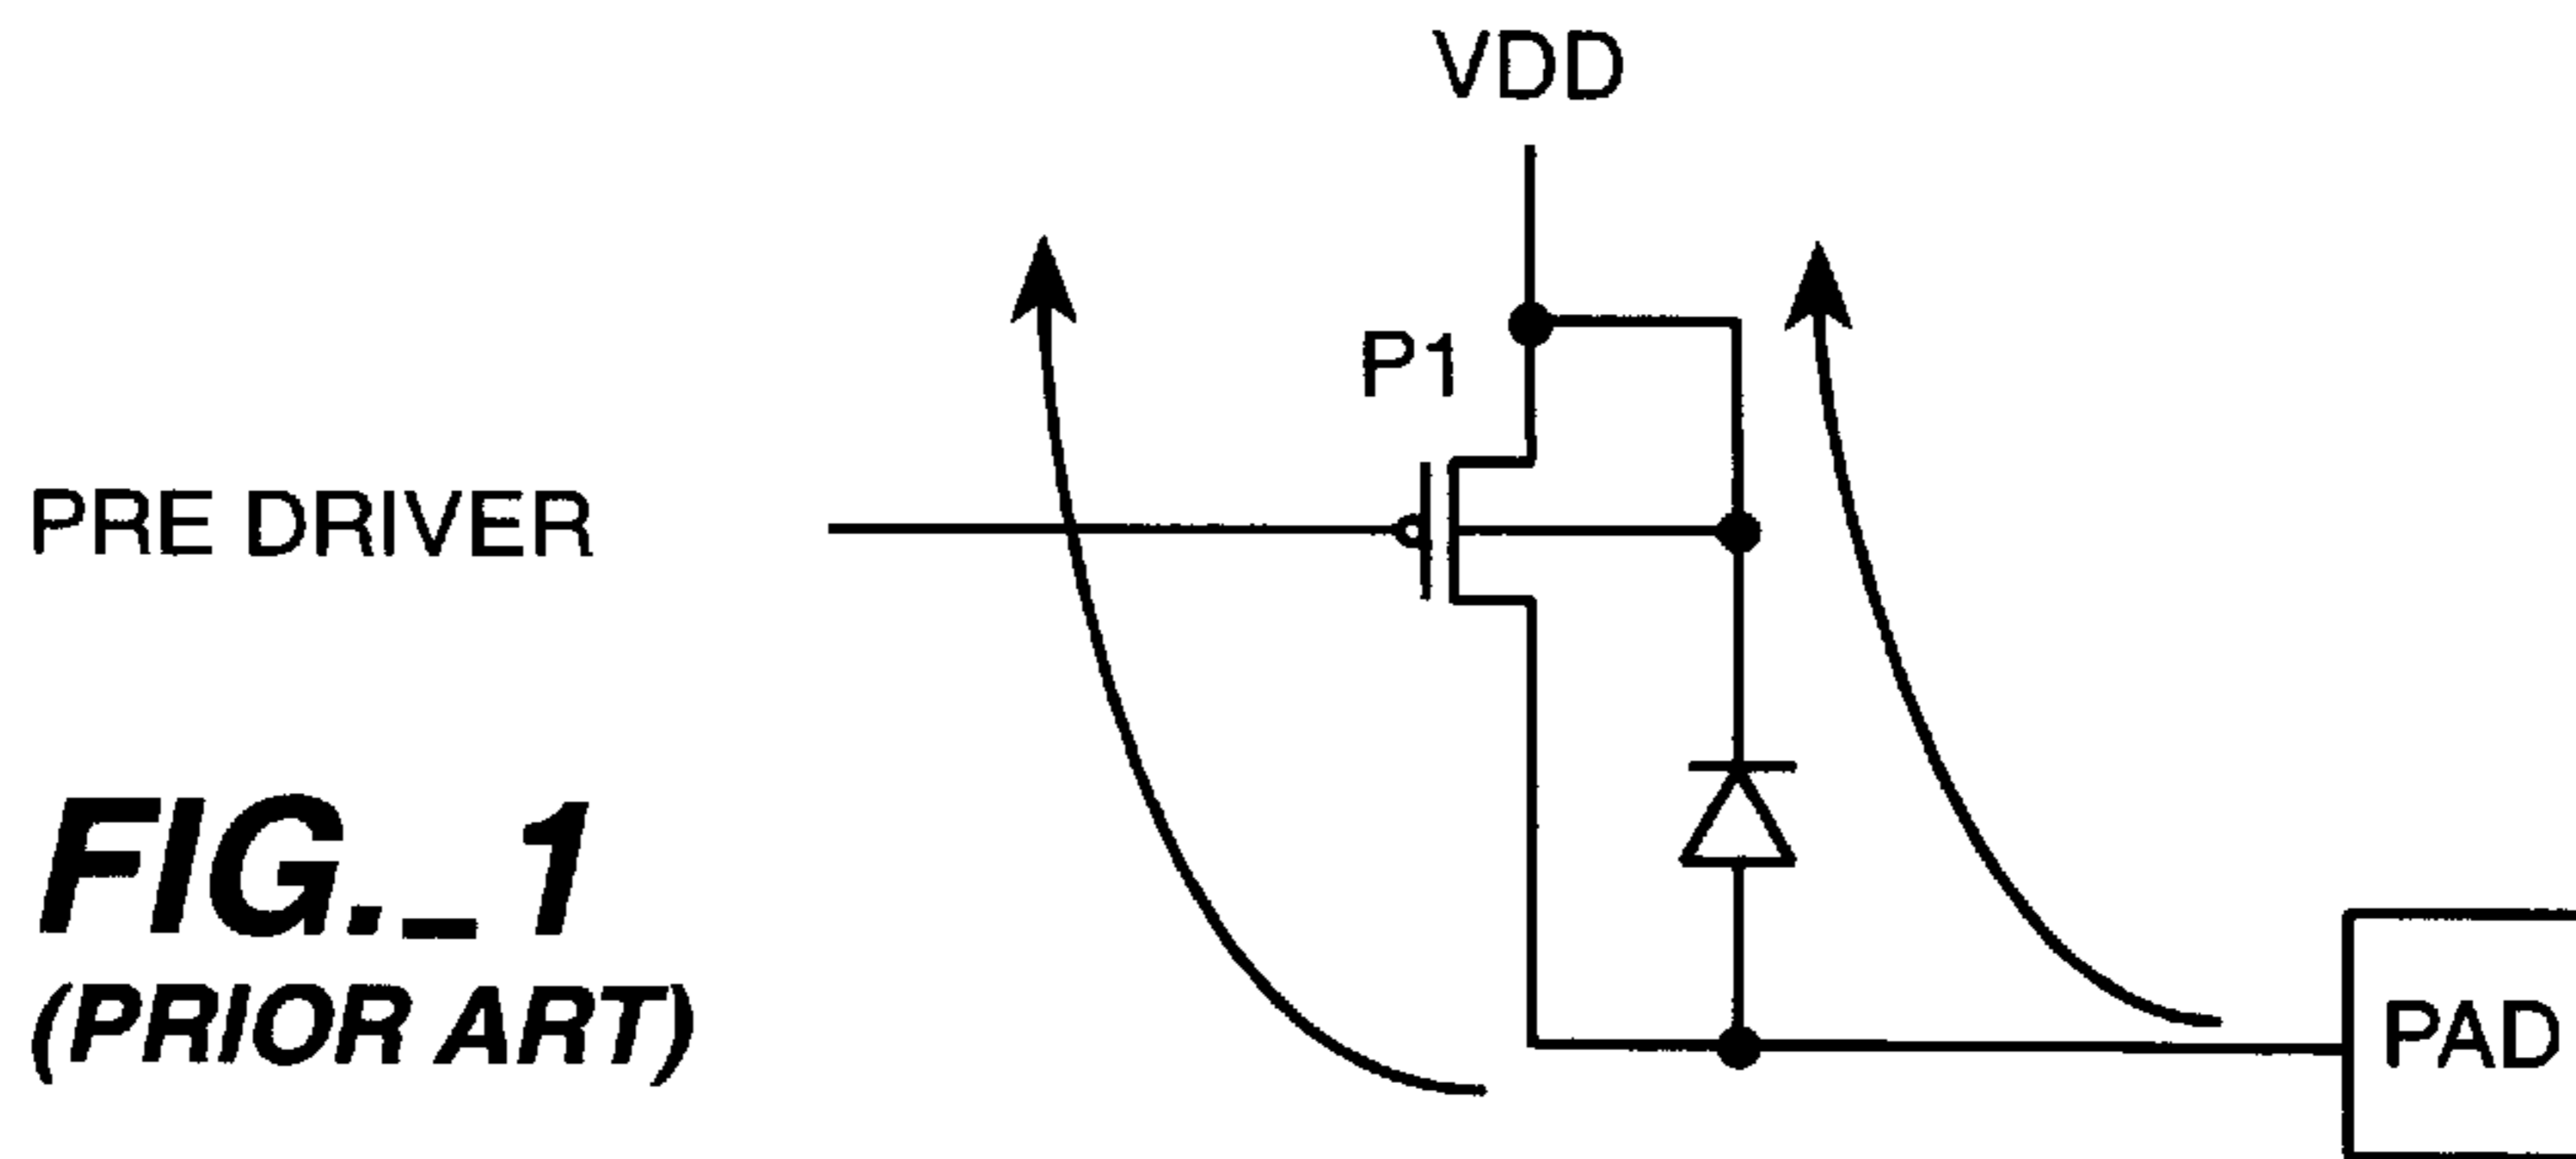 VDD
P1
PRE DRIVER
FIG._1
(PRIOR ART)
PAD